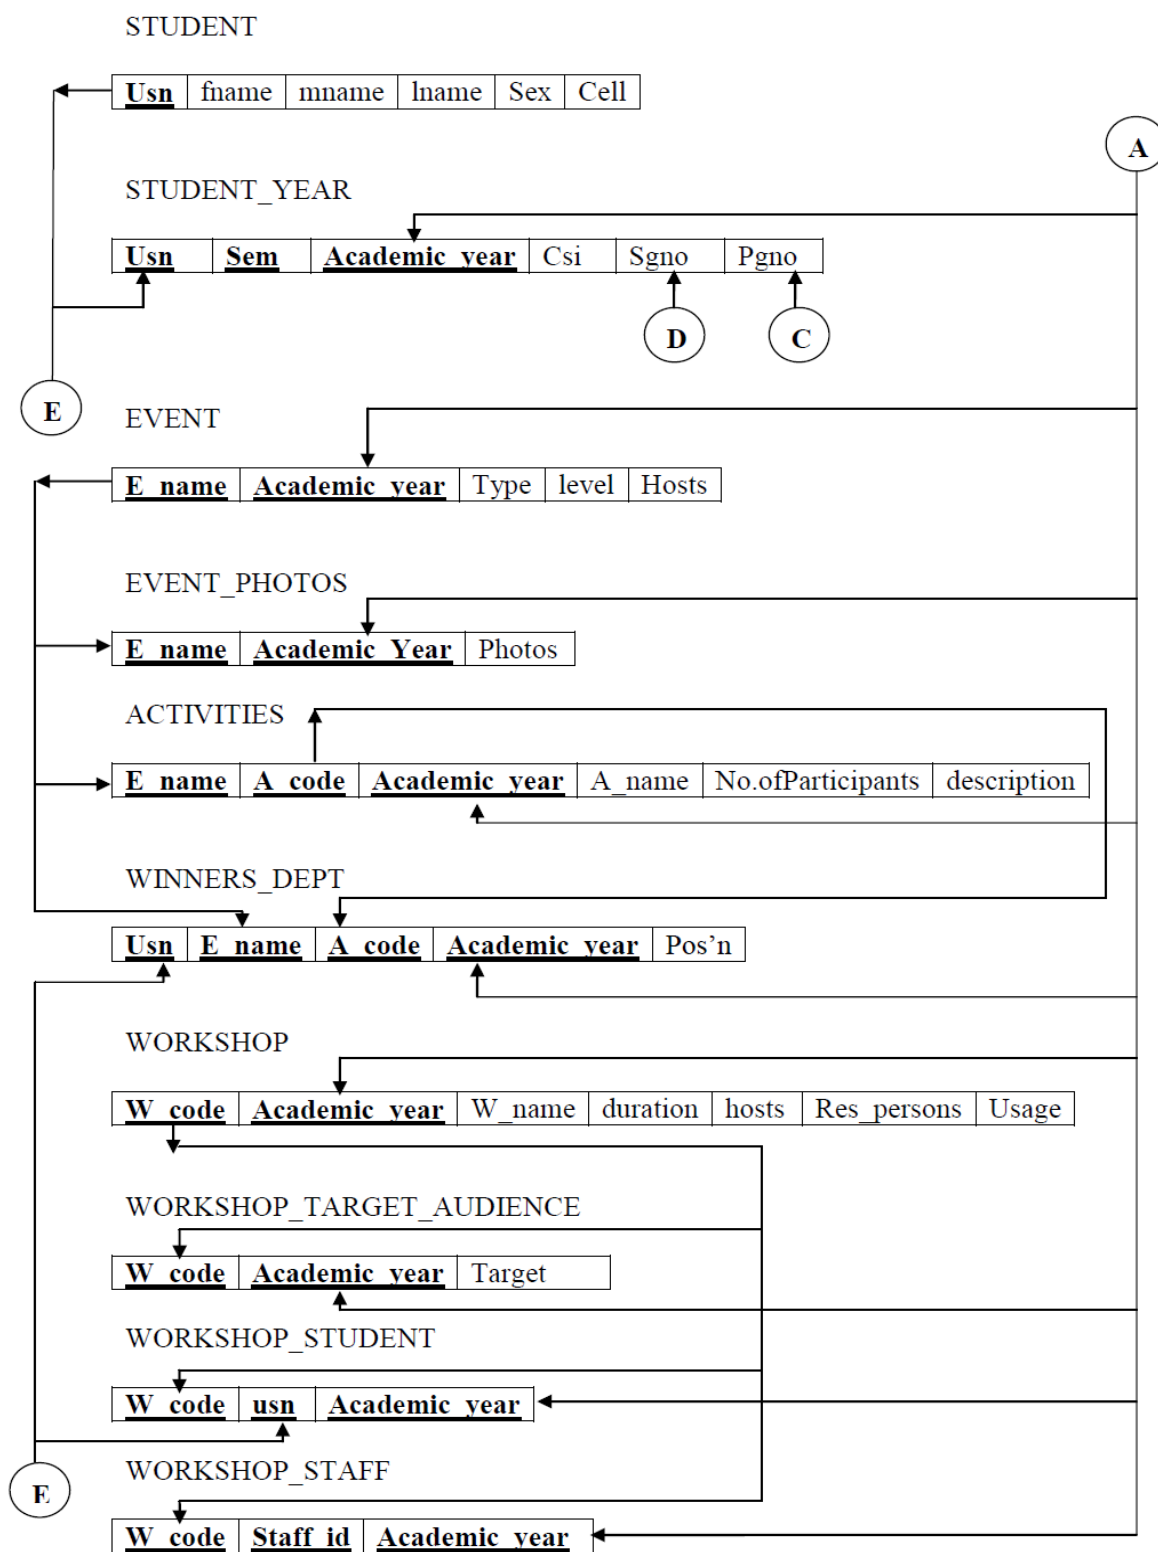 STUDENT
Usn fname mname lname Sex Cell
A
STUDENT_YEAR
Usn Sem Academic_year Csi Sgno Pgno
D C
E
EVENT
E_name Academic_year Type level Hosts
EVENT_PHOTOS
E_name Academic_Year Photos
ACTIVITIES
E_name A_code Academic_year A_name No.ofParticipants description
WINNERS_DEPT
Usn E_name A_code Academic_year Pos’n
WORKSHOP
W_code Academic_year W_name duration hosts Res_persons Usage
WORKSHOP_TARGET_AUDIENCE
W_code Academic_year Target
WORKSHOP_STUDENT
W_code usn Academic_year
WORKSHOP_STAFF
E
W_code Staff_id Academic_year